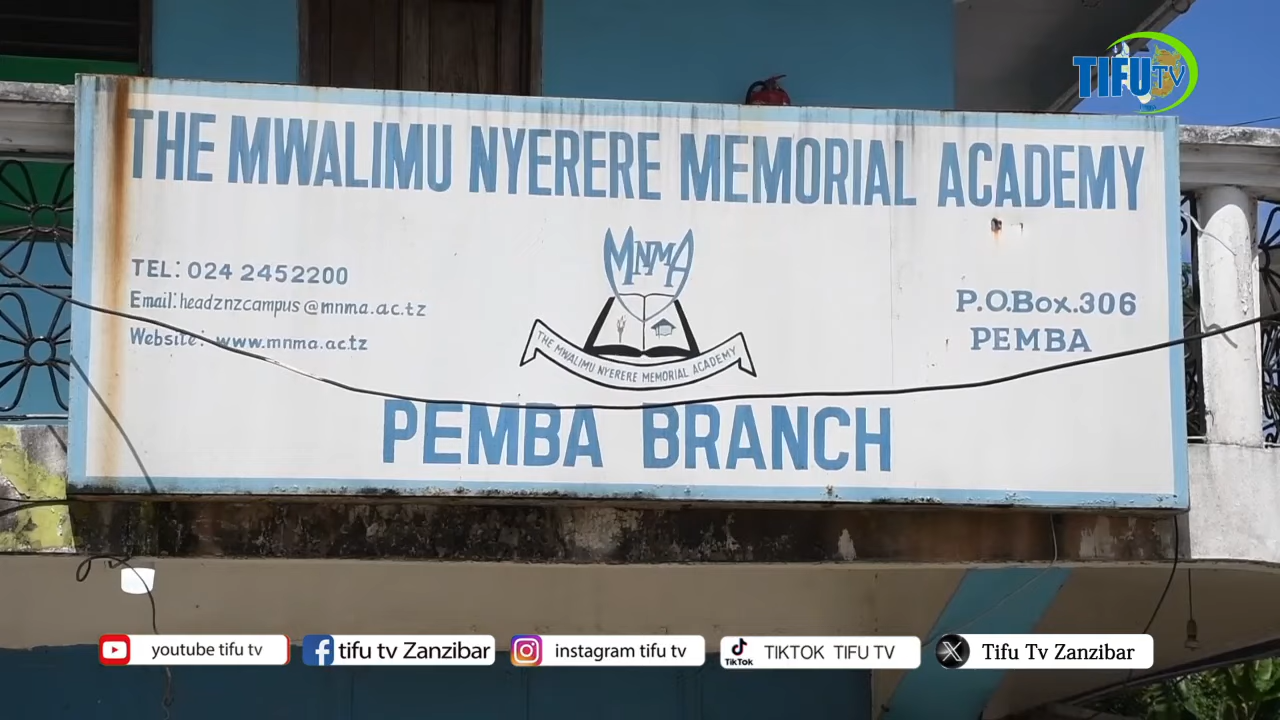 TIFU TV
THE MWALIMU NYERERE MEMORIAL ACADEMY
TEL: 024 2452200
Email: headznzcampus@mnma.ac.tz
Website: www.mnma.ac.tz
MNMA
THE MWALIMU NYERERE MEMORIAL ACADEMY
P.O.Box.306
PEMBA
PEMBA BRANCH
youtube tifu tv
tifu tv Zanzibar
instagram tifu tv
TikTok
TIKTOK TIFU TV
Tifu Tv Zanzibar